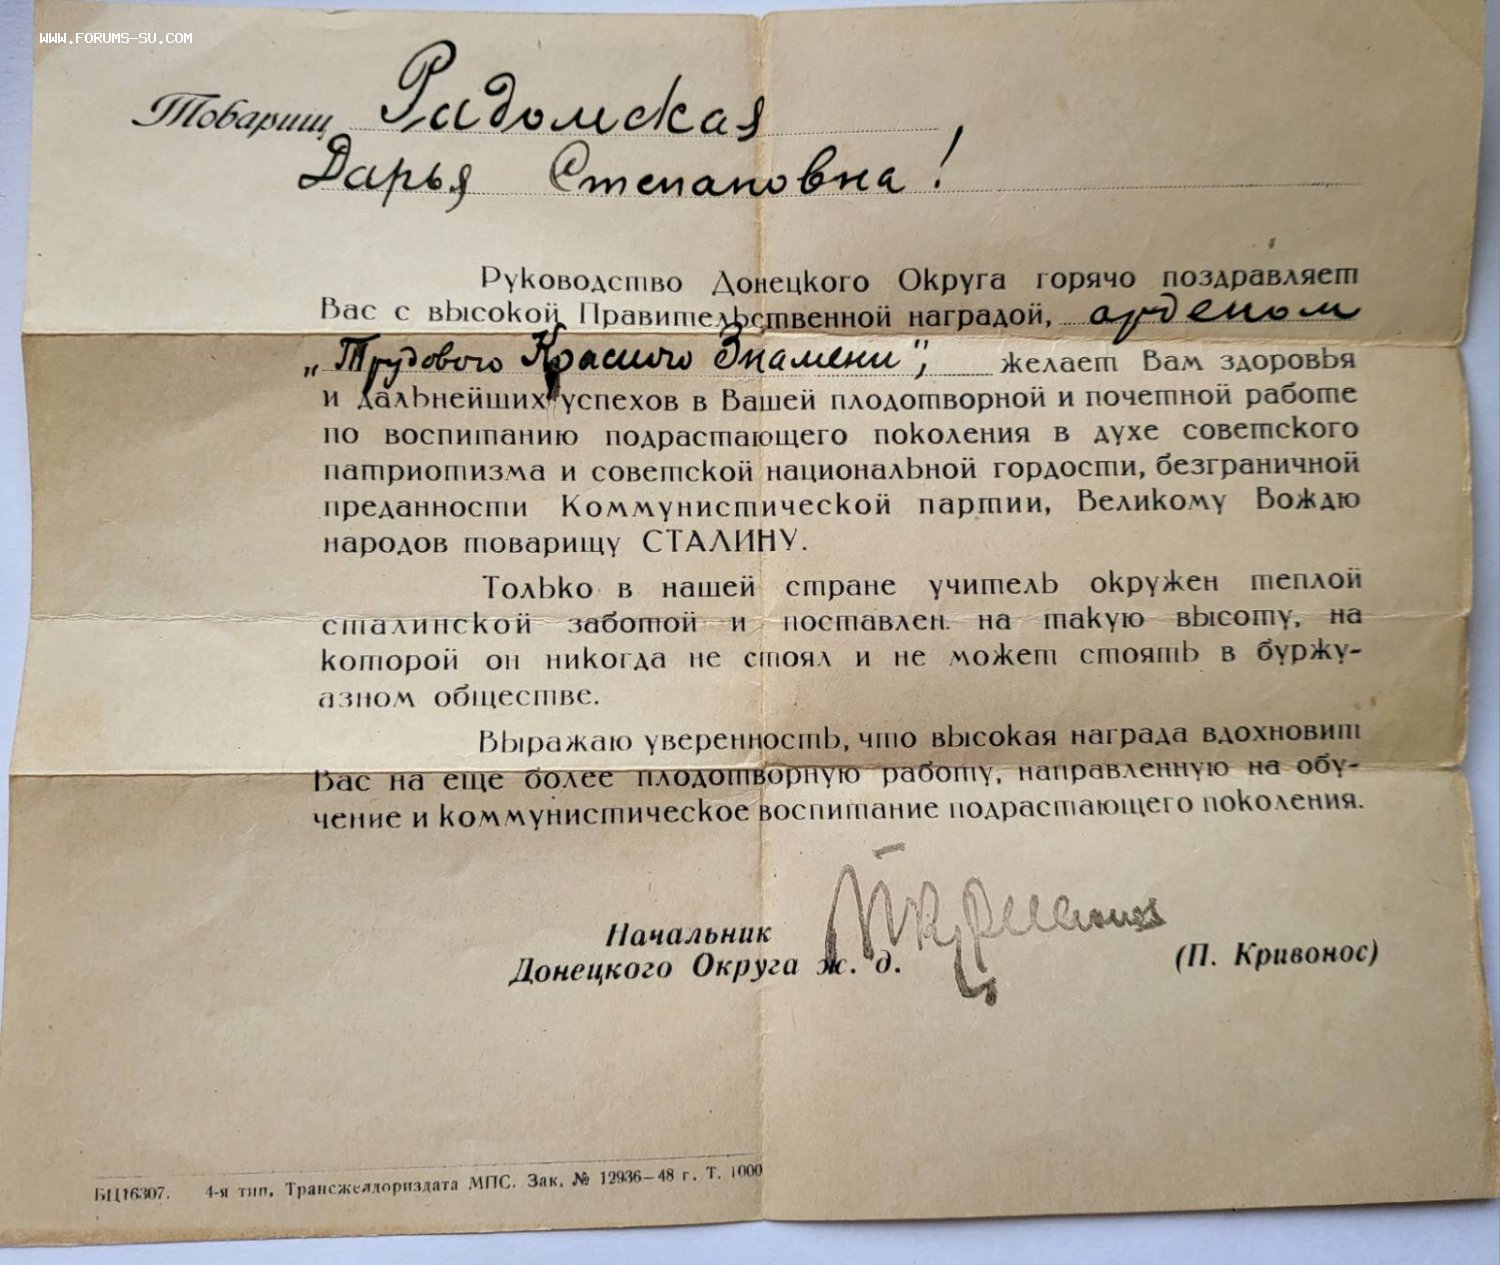 WWW.FORUMS-SU.COM
Товарищ Радомская
Дарья Степановна!
Руководство Донецкого Округа горячо поздравляет
Вас с высокой Правительственной наградой, орденом
„Трудового Красного Знамени", желает Вам здоровья
и дальнейших успехов в Вашей плодотворной и почетной работе
по воспитанию подрастающего поколения в духе советского
патриотизма и советской национальной гордости, безграничной
преданности Коммунистической партии, Великому Вождю
народов товарищу СТАЛИНУ.
Только в нашей стране учитель окружен теплой
сталинской заботой и поставлен на такую высоту, на
которой он никогда не стоял и не может стоять в буржу-
азном обществе.
Выражаю уверенность, что высокая награда вдохновит
Вас на еще более плодотворную работу, направленную на обу-
чение и коммунистическое воспитание подрастающего поколения.
Начальник
Донецкого Округа ж. д.
(П. Кривонос)
БЦ16307. 4-я тип. Трансжелдориздата МПС. Зак. № 12936—48 г. Т. 1000